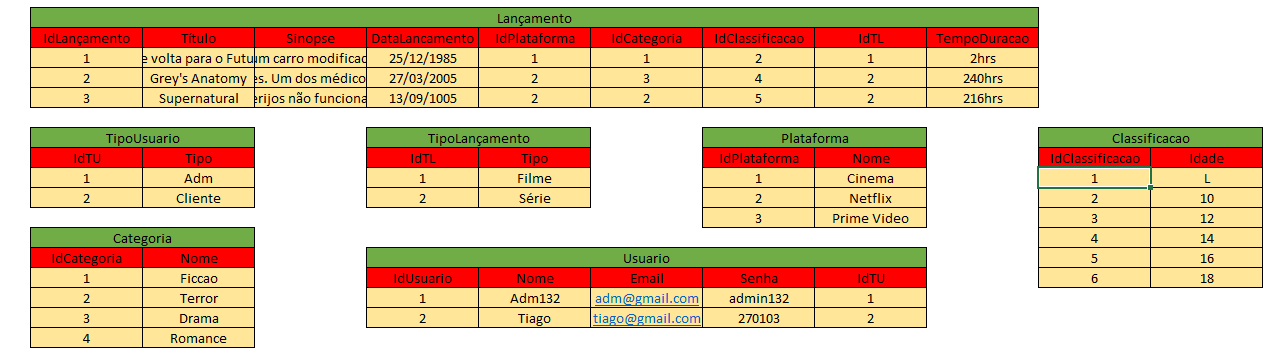 Lançamento
IdLançamento Título Sinopse DataLancamento IdPlataforma IdCategoria IdClassificacao IdTL TempoDuracao
1 e volta para o Futu um carro modificac 25/12/1985 1 1 2 1 2hrs
2 Grey's Anatomy es. Um dos médico 27/03/2005 2 3 4 2 240hrs
3 Supernatural erijos não funciona 13/09/1005 2 2 5 2 216hrs
TipoUsuario
IdTU Tipo
1 Adm
2 Cliente
TipoLançamento
IdTL Tipo
1 Filme
2 Série
Plataforma
IdPlataforma Nome
1 Cinema
2 Netflix
3 Prime Video
Classificacao
IdClassificacao Idade
1 L
2 10
3 12
4 14
5 16
6 18
Categoria
IdCategoria Nome
1 Ficcao
2 Terror
3 Drama
4 Romance
Usuario
IdUsuario Nome Email Senha IdTU
1 Adm132 adm@gmail.com admin132 1
2 Tiago tiago@gmail.com 270103 2